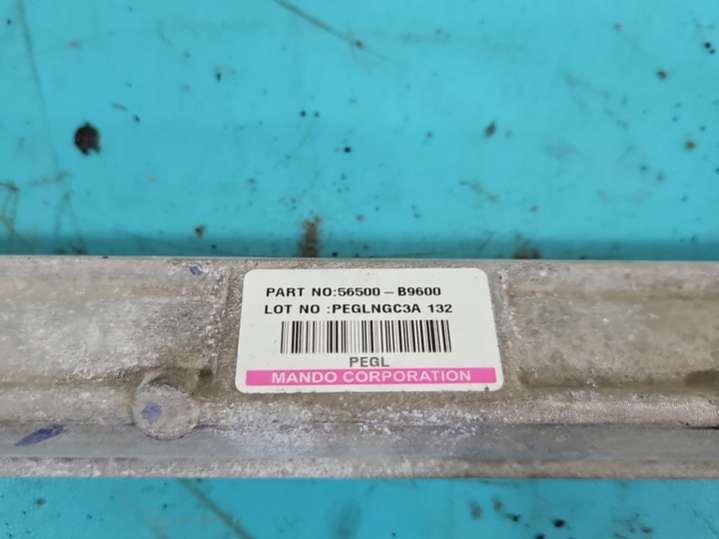 PART NO:56500-B9600
LOT NO :PEGLNGC3A 132
PEGL
MANDO CORPORATION